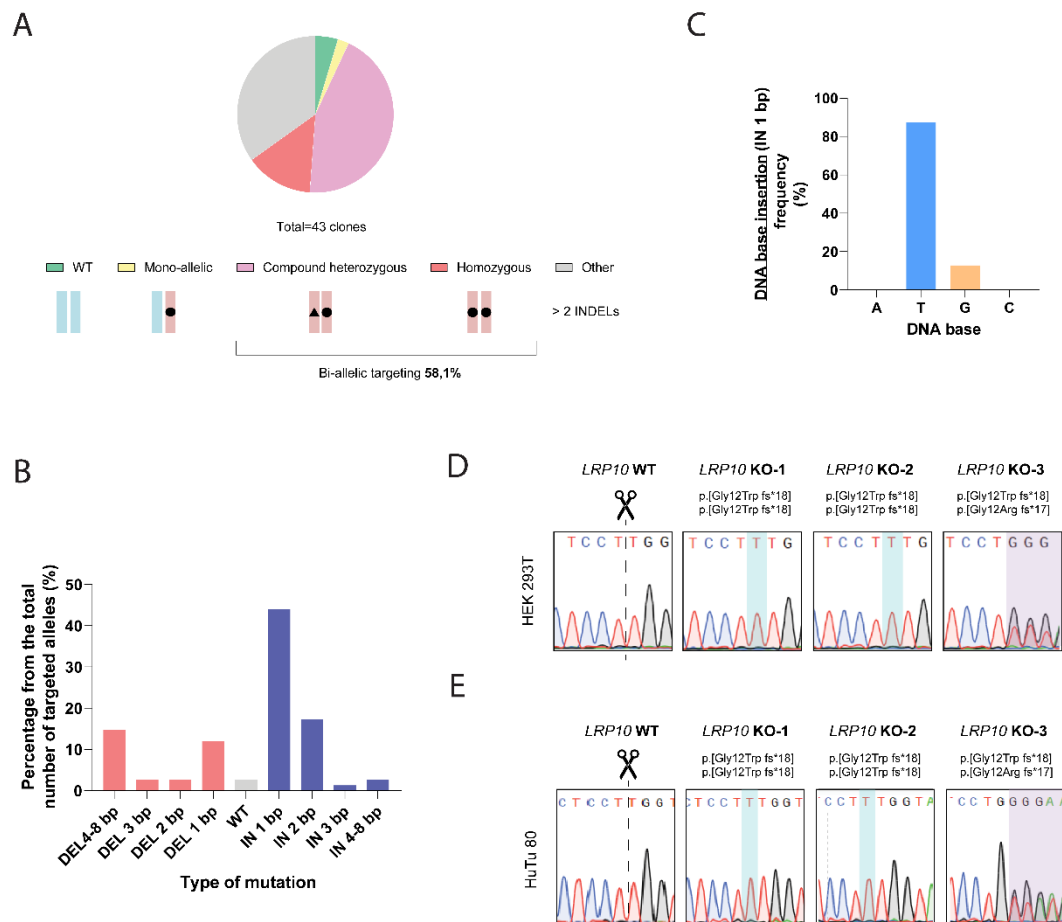 A
Total=43 clones
WT
Mono-allelic
Compound heterozygous
Homozygous
Other
> 2 INDELs
Bi-allelic targeting 58,1%
B
Percentage from the total
number of targeted alleles (%)
50
40
30
20
10
0
DEL4-8 bp
DEL 3 bp
DEL 2 bp
DEL 1 bp
WT
IN 1 bp
IN 2 bp
IN 3 bp
IN 4-8 bp
Type of mutation
C
DNA base insertion (IN 1 bp)
frequency
(%)
100
80
60
40
20
0
A T G C
DNA base
D
HEK 293T
LRP10 WT
T C C T T G G
LRP10 KO-1
p.[Gly12Trp fs*18]
p.[Gly12Trp fs*18]
T C C T T T G
LRP10 KO-2
p.[Gly12Trp fs*18]
p.[Gly12Trp fs*18]
T C C T T T G
LRP10 KO-3
p.[Gly12Trp fs*18]
p.[Gly12Arg fs*17]
T C C T G G G
E
HuTu 80
LRP10 WT
C T C C T T G G T
LRP10 KO-1
p.[Gly12Trp fs*18]
p.[Gly12Trp fs*18]
C T C C T T T G G T
LRP10 KO-2
p.[Gly12Trp fs*18]
p.[Gly12Trp fs*18]
C C T T T G G T A
LRP10 KO-3
p.[Gly12Trp fs*18]
p.[Gly12Arg fs*17]
C C T G G G G A A